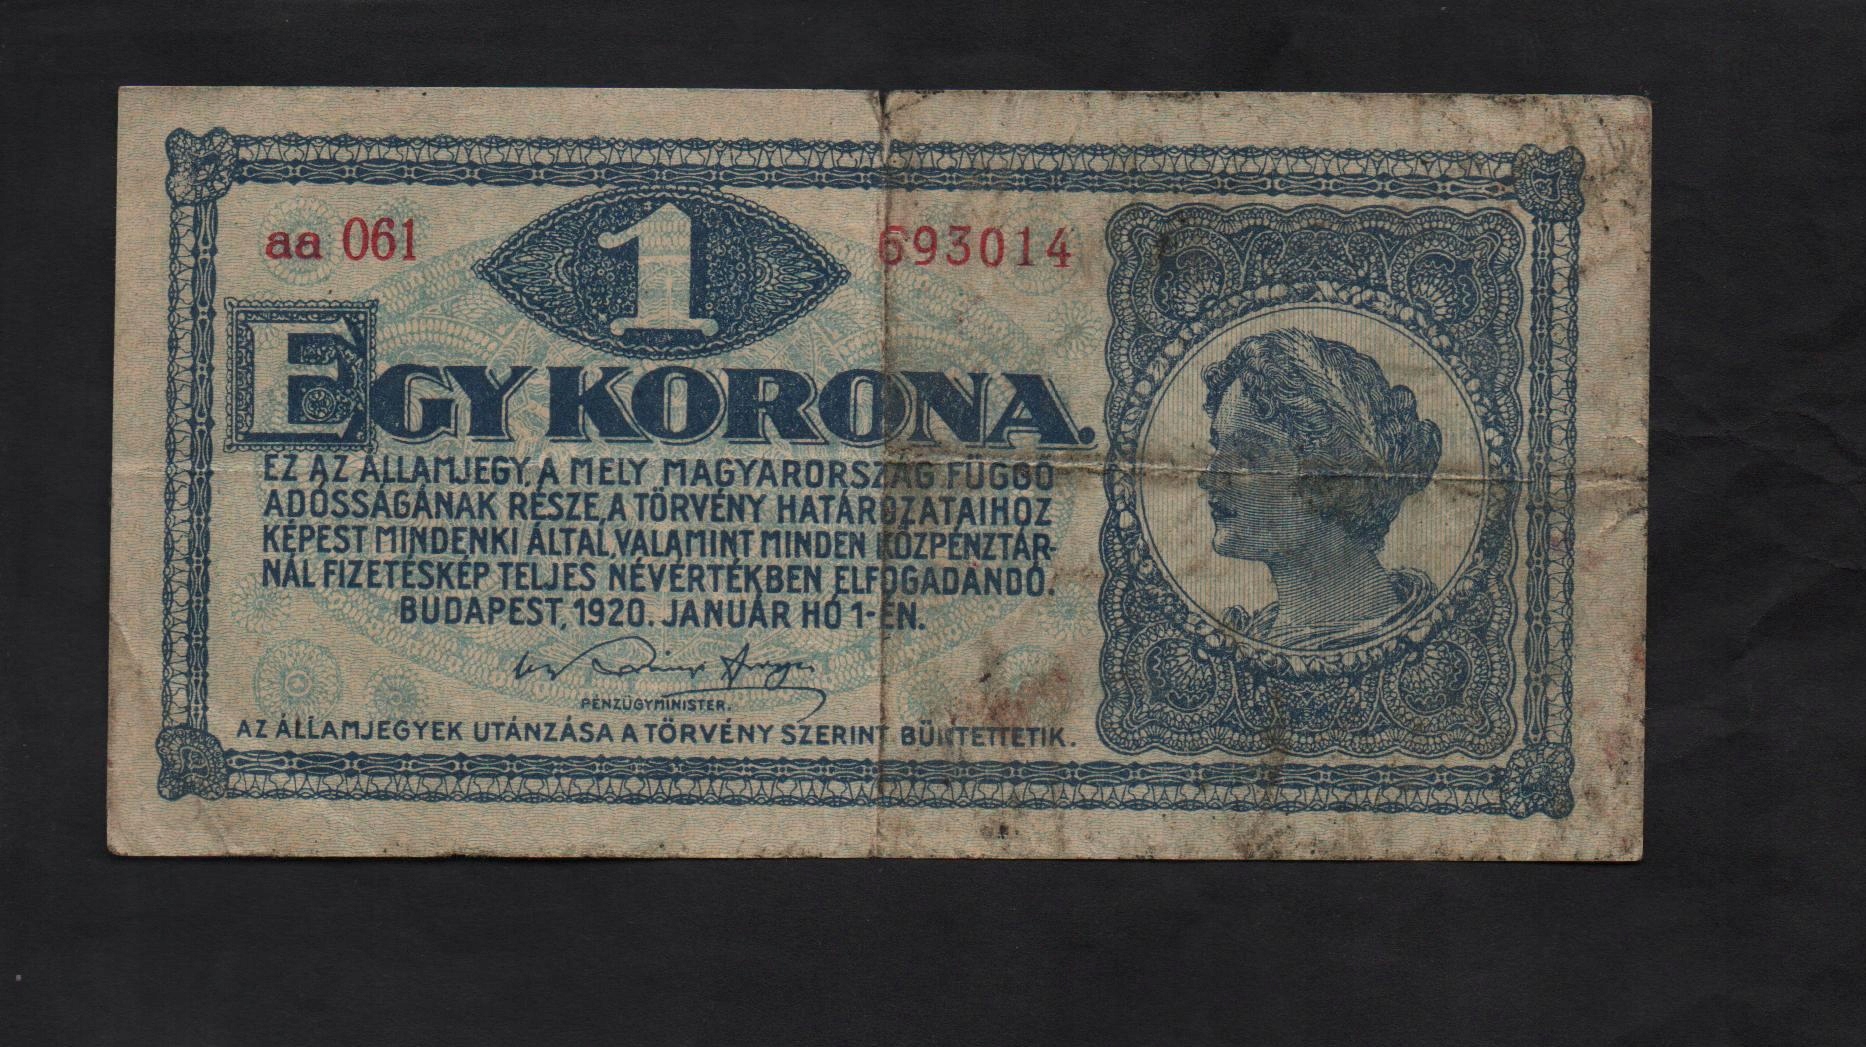 aa 061
1
693014
EGY KORONA.
EZ AZ ÁLLAMJEGY, A MELY MAGYARORSZÁG FÜGGŐ
ADÓSSÁGÁNAK RÉSZE, A TÖRVÉNY HATÁROZATAIHOZ
KÉPEST MINDENKI ÁLTAL, VALAMINT MINDEN KÖZPÉNZTÁR-
NÁL FIZETÉSKÉP TELJES NÉVÉRTÉKBEN ELFOGADANDÓ.
BUDAPEST, 1920. JANUÁR HÓ 1-ÉN.
PÉNZÜGYMINISTER.
AZ ÁLLAMJEGYEK UTÁNZÁSA A TÖRVÉNY SZERINT BÜNTETTETIK.